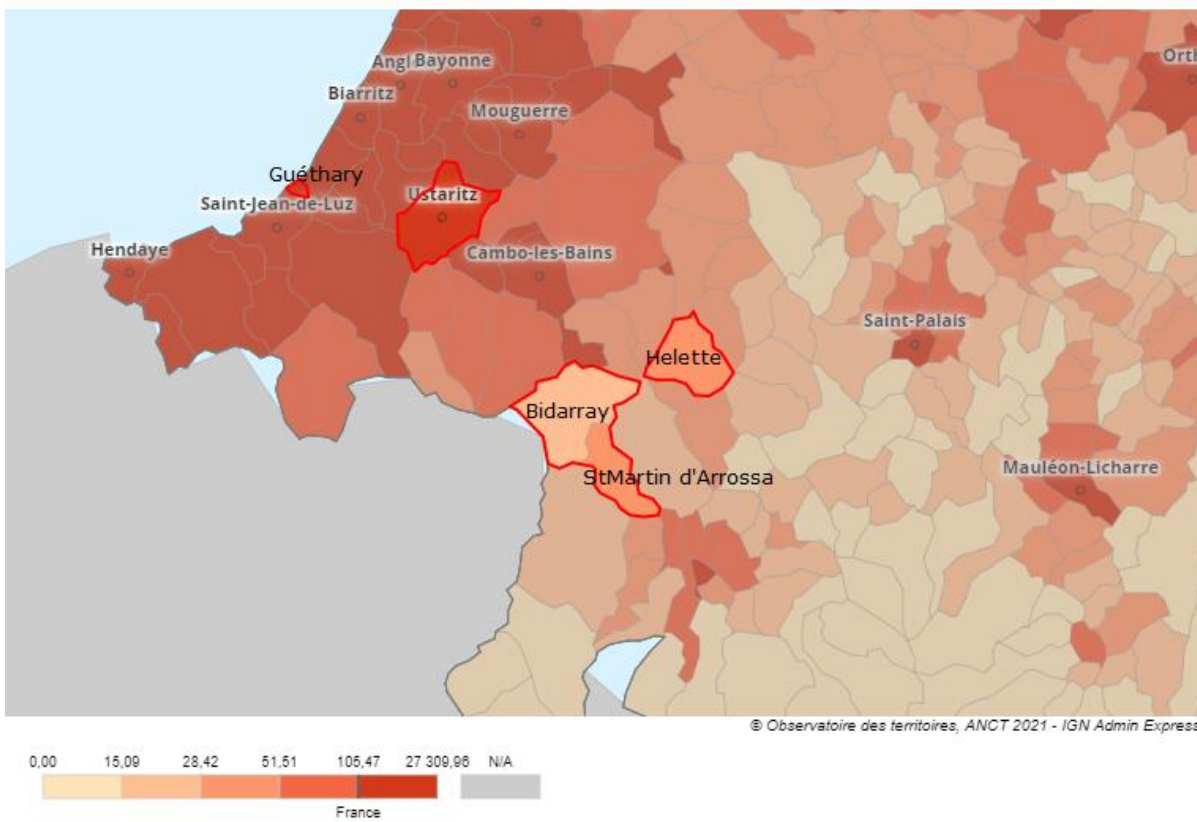 Angl Bayonne
Orth
Biarritz
Mouguerre
Guéthary
Ustaritz
Saint-Jean-de-Luz
Hendaye
Cambo-les-Bains
Saint-Palais
Helette
Bidarray
Mauléon-Licharre
StMartin d'Arrossa
© Observatoire des territoires, ANCT 2021 - IGN Admin Express
0,00 15,09 28,42 51,51 105,47 27 309,96 N/A
France